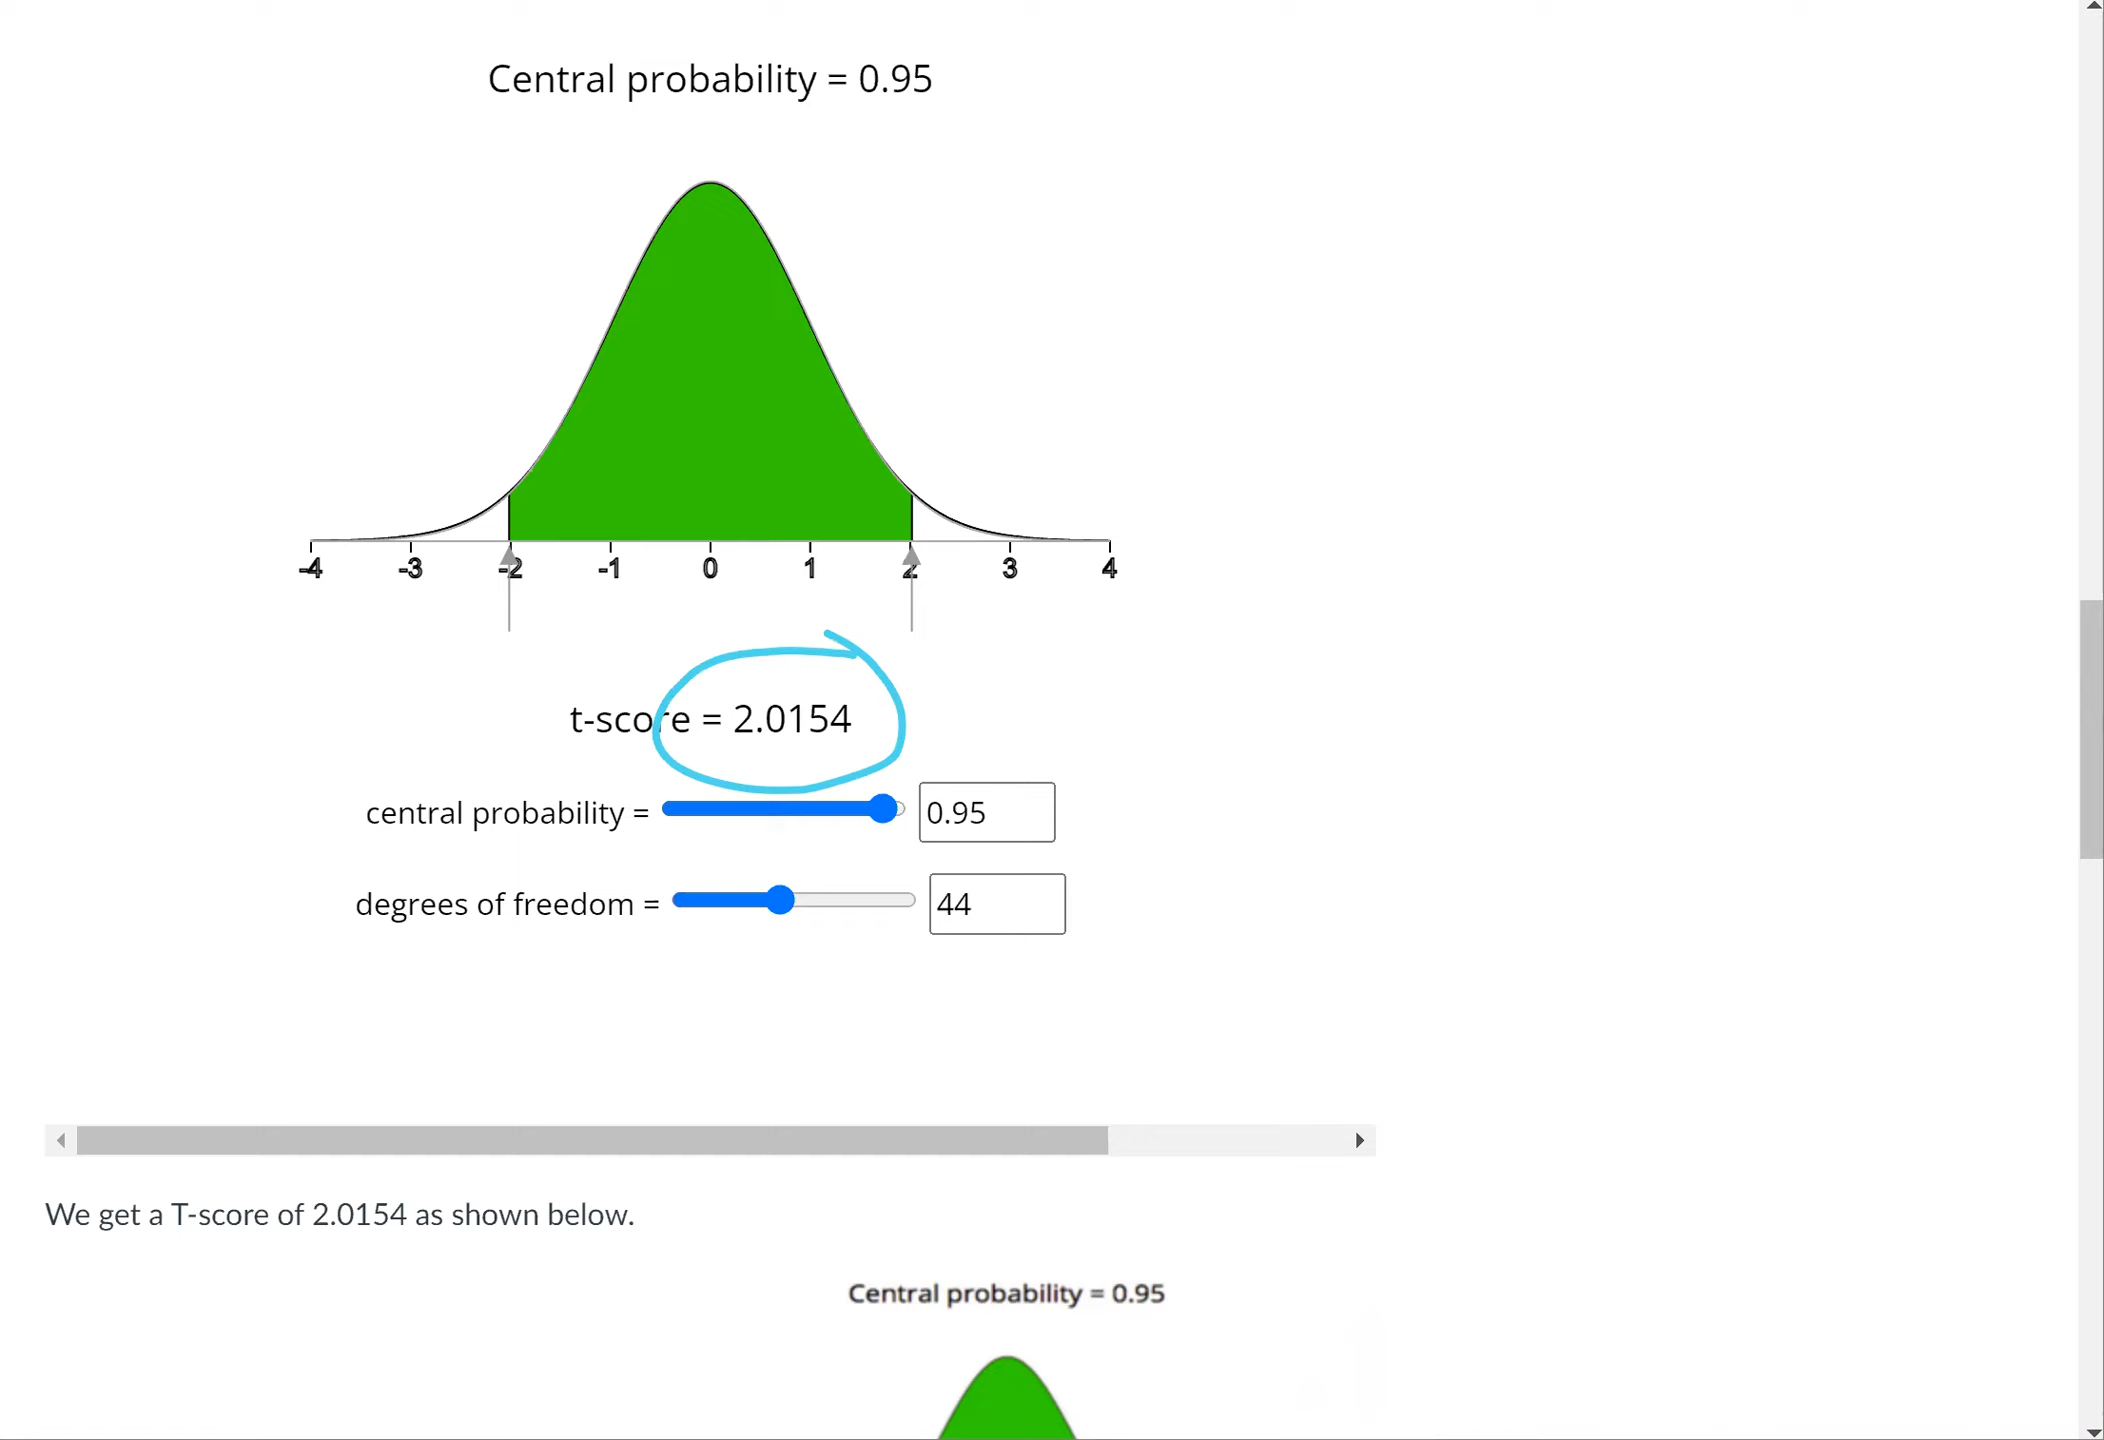 Central probability = 0.95
-4 -3 -2 -1 0 1 2 3 4
t-score = 2.0154
central probability = 0.95
degrees of freedom = 44
We get a T-score of 2.0154 as shown below.
Central probability = 0.95